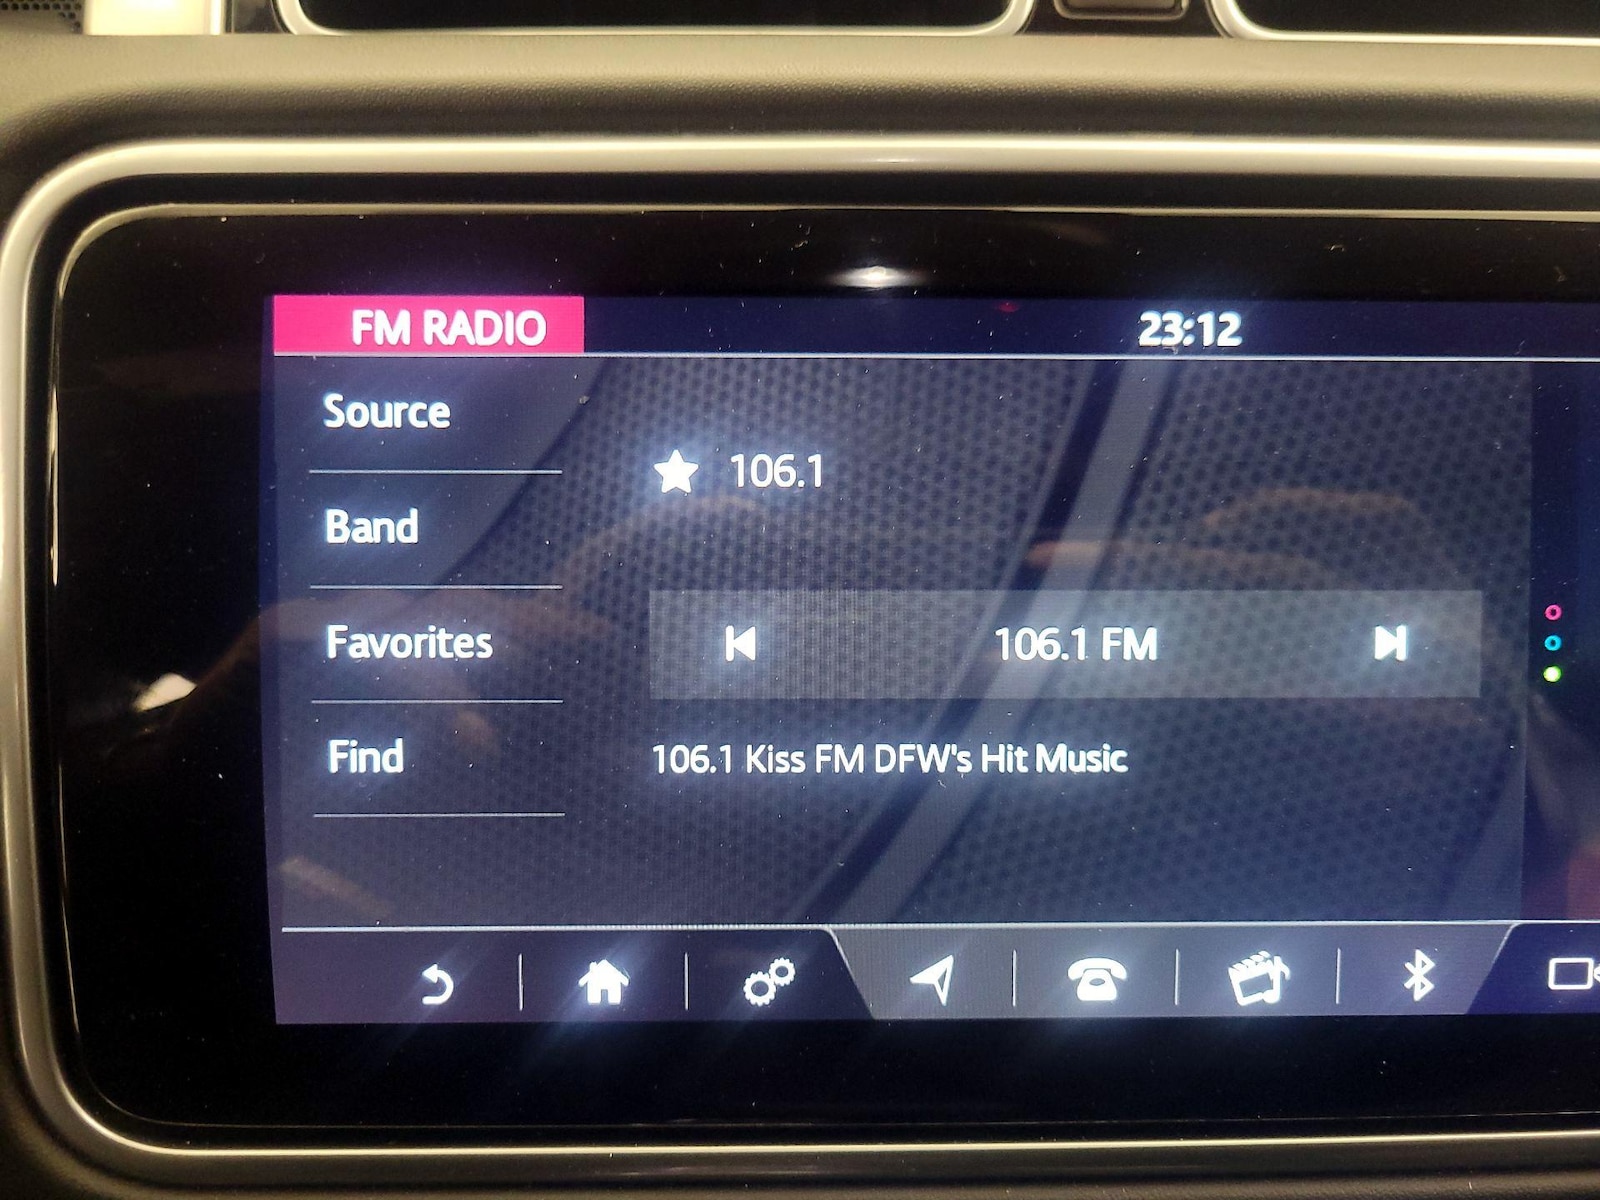 FM RADIO
23:12
Source
106.1
Band
Favorites
106.1 FM
Find
106.1 Kiss FM DFW's Hit Music